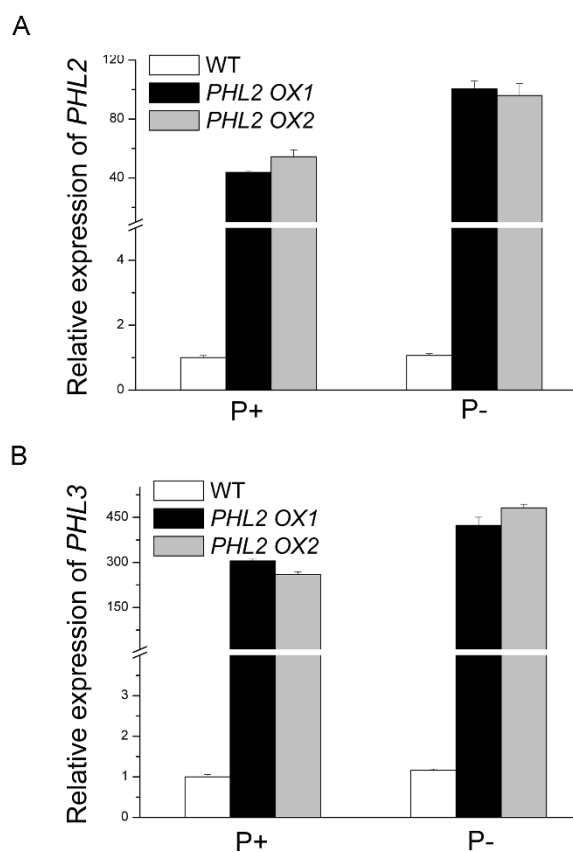 A
Relative expression of PHL2
120
80
40
4
2
0
WT
PHL2 OX1
PHL2 OX2
P+ P-
B
Relative expression of PHL3
450
300
150
3
2
1
0
WT
PHL2 OX1
PHL2 OX2
P+ P-